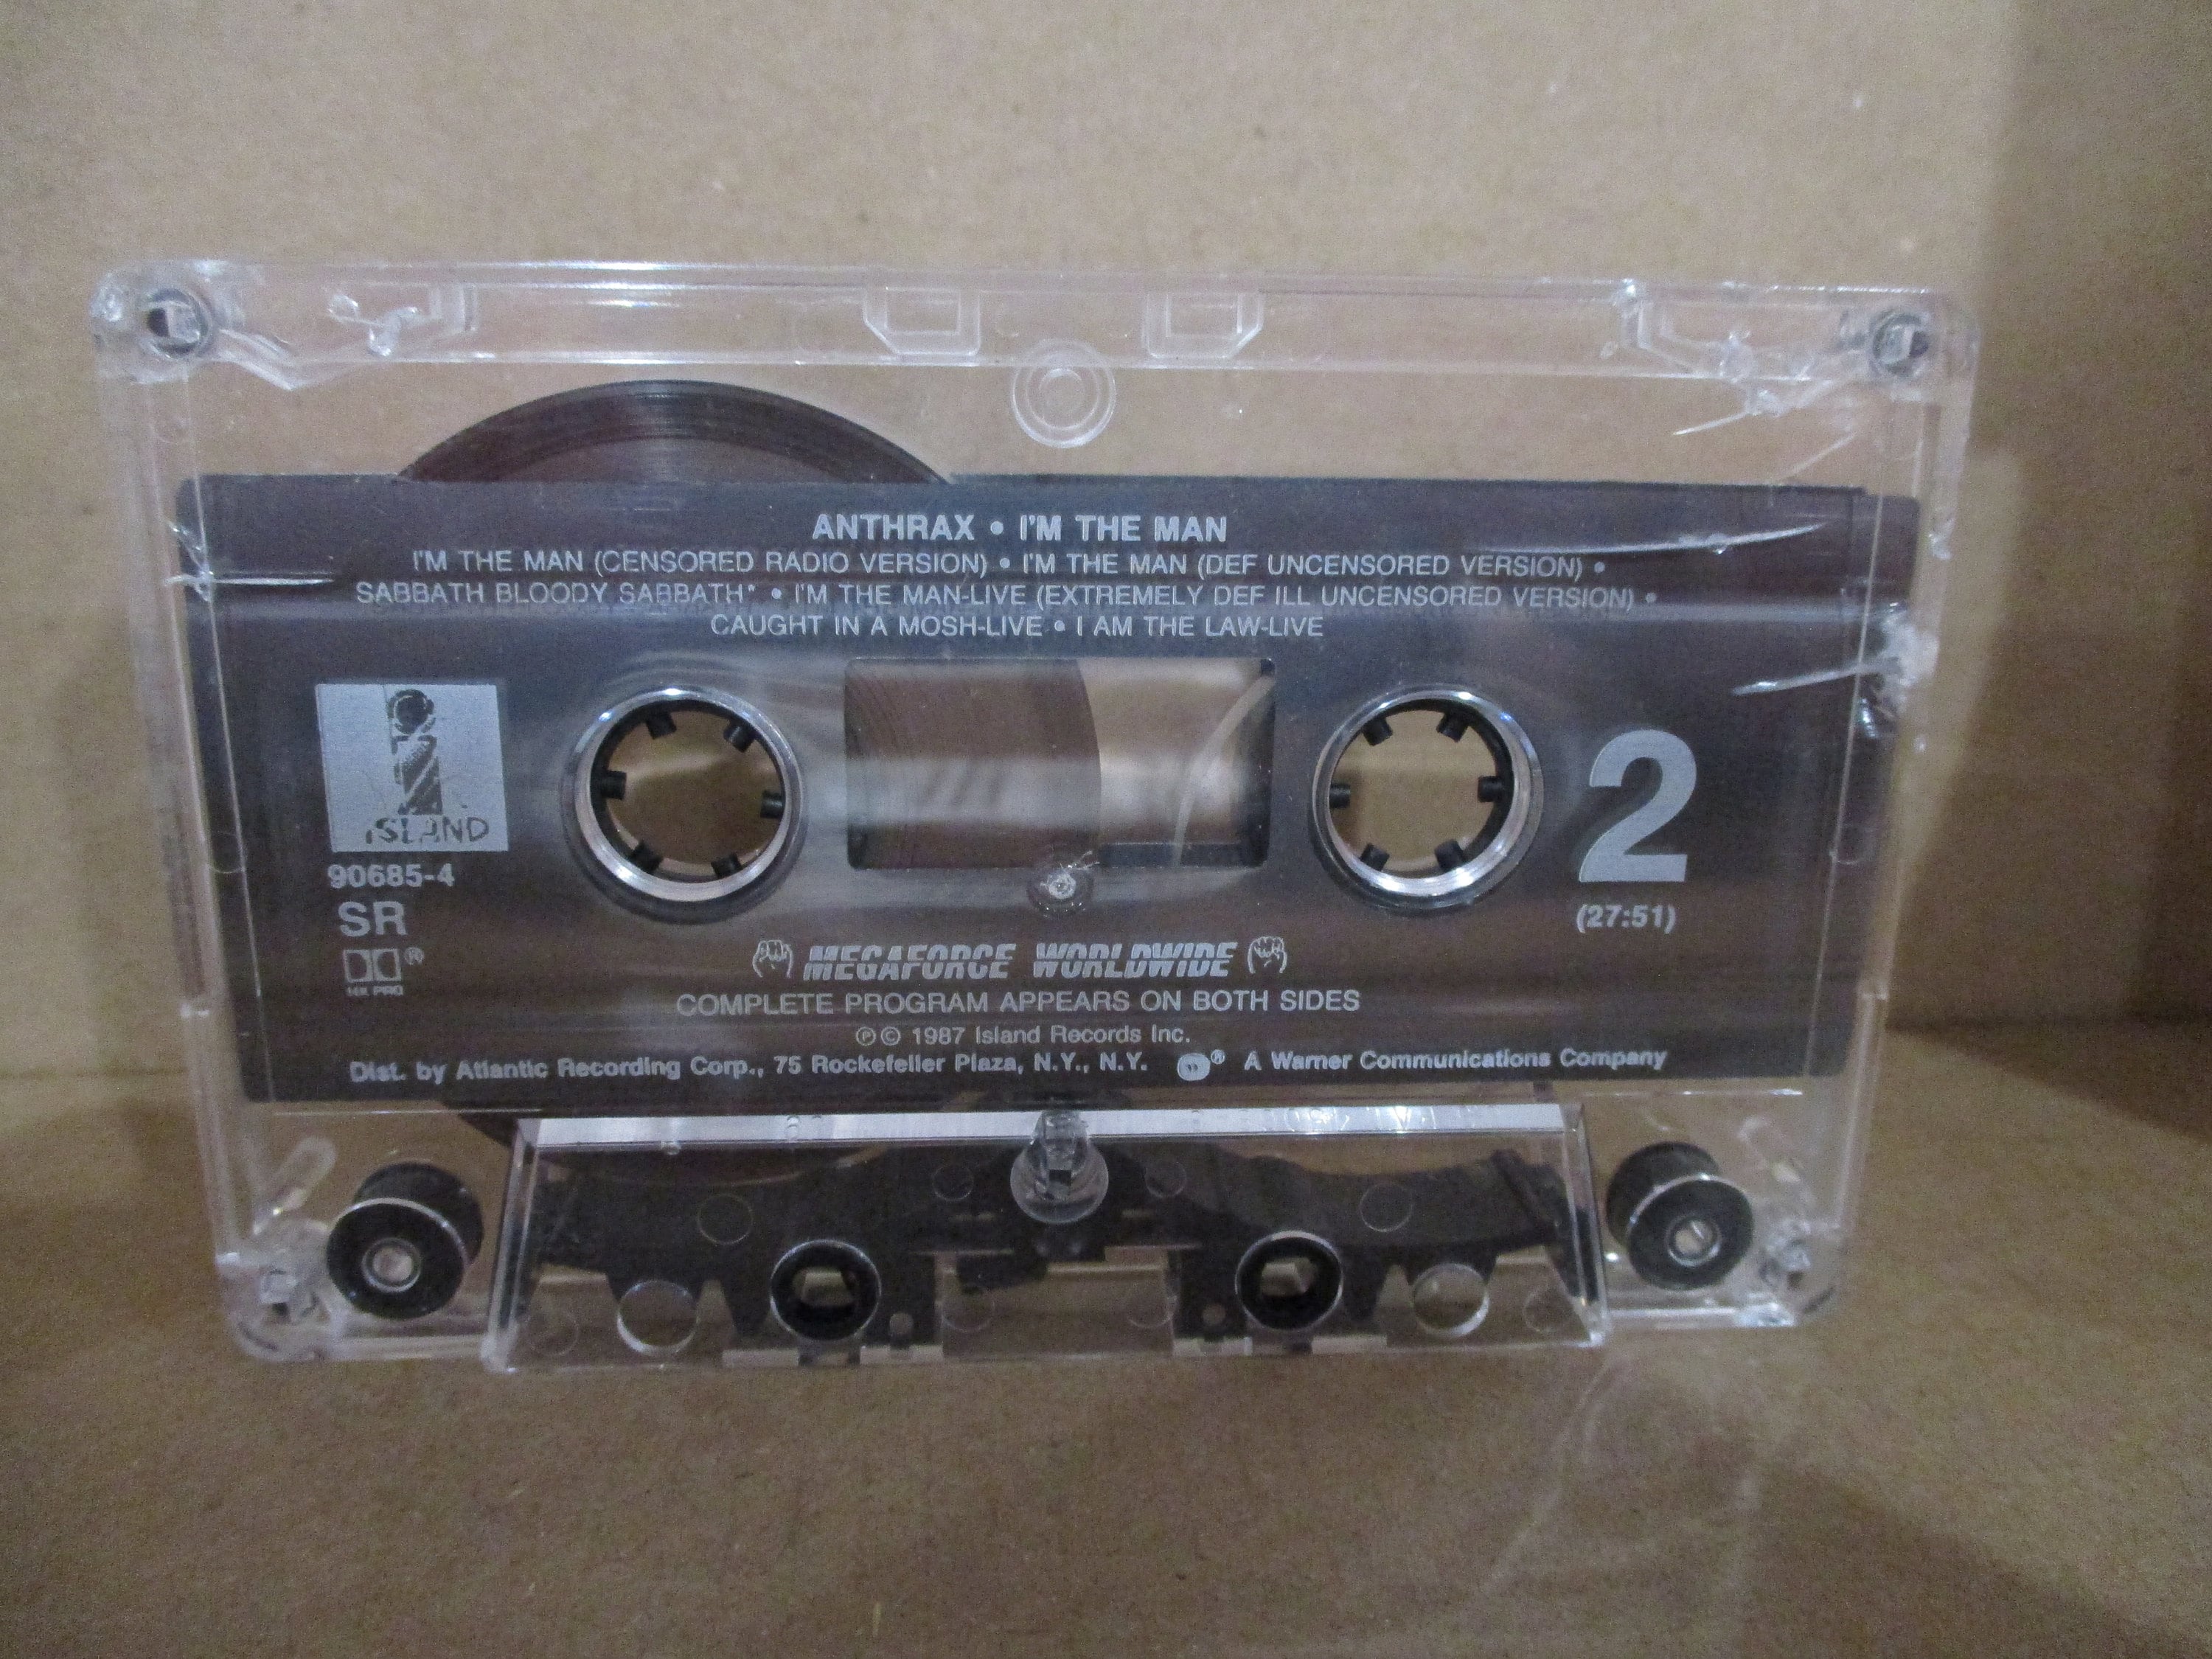 ANTHRAX • I'M THE MAN
I'M THE MAN (CENSORED RADIO VERSION) • I'M THE MAN (DEF UNCENSORED VERSION) •
SABBATH BLOODY SABBATH* • I'M THE MAN-LIVE (EXTREMELY DEF ILL UNCENSORED VERSION) •
CAUGHT IN A MOSH-LIVE • I AM THE LAW-LIVE
ISLAND
90685-4
SR
®
HX PRO
2
(27:51)
MEGAFORCE WORLDWIDE
COMPLETE PROGRAM APPEARS ON BOTH SIDES
℗© 1987 Island Records Inc.
Dist. by Atlantic Recording Corp., 75 Rockefeller Plaza, N.Y., N.Y. ® A Warner Communications Company